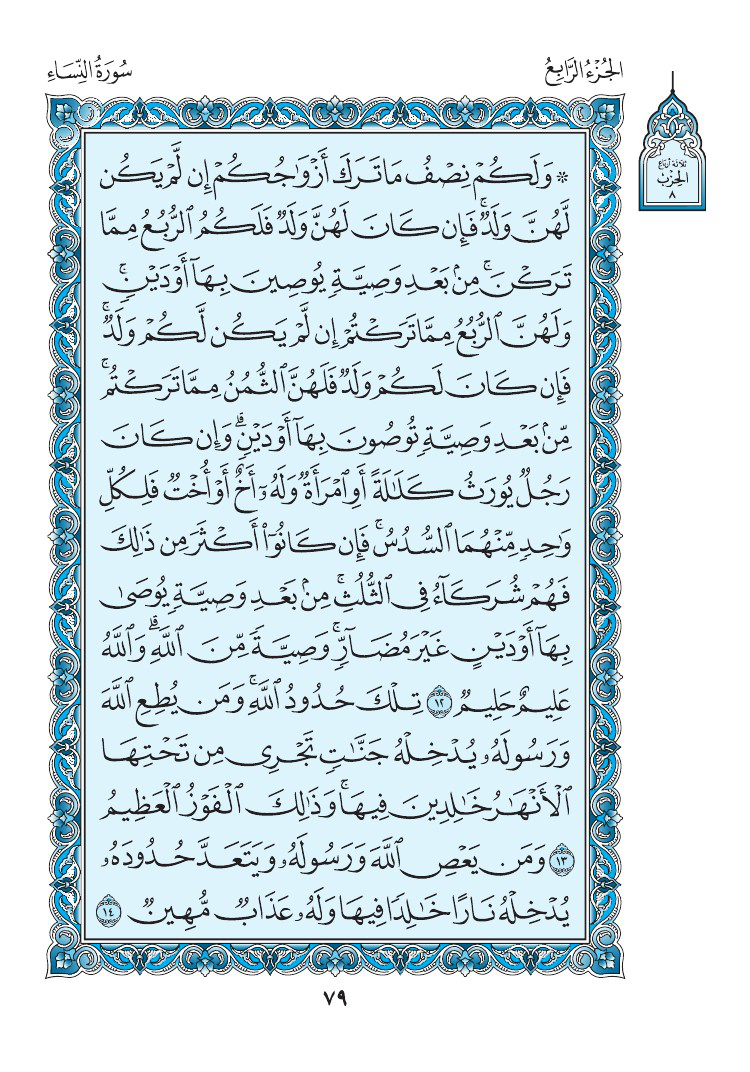 الجُزْءُ الرَّابِعُ
سُورَةُ النِّسَاءِ
ثلاثة أرباع
الحِزْبِ
٨
۞ وَلَكُمۡ نِصۡفُ مَا تَرَكَ أَزۡوَٰجُكُمۡ إِن لَّمۡ يَكُن
لَّهُنَّ وَلَدٞۚ فَإِن كَانَ لَهُنَّ وَلَدٞ فَلَكُمُ ٱلرُّبُعُ مِمَّا
تَرَكۡنَۚ مِنۢ بَعۡدِ وَصِيَّةٖ يُوصِينَ بِهَآ أَوۡ دَيۡنٖۚ
وَلَهُنَّ ٱلرُّبُعُ مِمَّا تَرَكۡتُمۡ إِن لَّمۡ يَكُن لَّكُمۡ وَلَدٞۚ
فَإِن كَانَ لَكُمۡ وَلَدٞ فَلَهُنَّ ٱلثُّمُنُ مِمَّا تَرَكۡتُمۚ
مِّنۢ بَعۡدِ وَصِيَّةٖ تُوصُونَ بِهَآ أَوۡ دَيۡنٖۗ وَإِن كَانَ
رَجُلٞ يُورَثُ كَلَٰلَةً أَوِ ٱمۡرَأَةٞ وَلَهُۥٓ أَخٌ أَوۡ أُخۡتٞ فَلِكُلِّ
وَٰحِدٖ مِّنۡهُمَا ٱلسُّدُسُۚ فَإِن كَانُوٓاْ أَكۡثَرَ مِن ذَٰلِكَ
فَهُمۡ شُرَكَآءُ فِي ٱلثُّلُثِۚ مِنۢ بَعۡدِ وَصِيَّةٖ يُوصَىٰ
بِهَآ أَوۡ دَيۡنٍ غَيۡرَ مُضَآرّٖۚ وَصِيَّةٗ مِّنَ ٱللَّهِۗ وَٱللَّهُ
عَلِيمٌ حَلِيمٞ ١٢ تِلۡكَ حُدُودُ ٱللَّهِۚ وَمَن يُطِعِ ٱللَّهَ
وَرَسُولَهُۥ يُدۡخِلۡهُ جَنَّٰتٖ تَجۡرِي مِن تَحۡتِهَا
ٱلۡأَنۡهَٰرُ خَٰلِدِينَ فِيهَاۚ وَذَٰلِكَ ٱلۡفَوۡزُ ٱلۡعَظِيمُ
١٣ وَمَن يَعۡصِ ٱللَّهَ وَرَسُولَهُۥ وَيَتَعَدَّ حُدُودَهُۥ
يُدۡخِلۡهُ نَارًا خَٰلِدٗا فِيهَا وَلَهُۥ عَذَابٞ مُّهِينٞ ١٤
٧٩